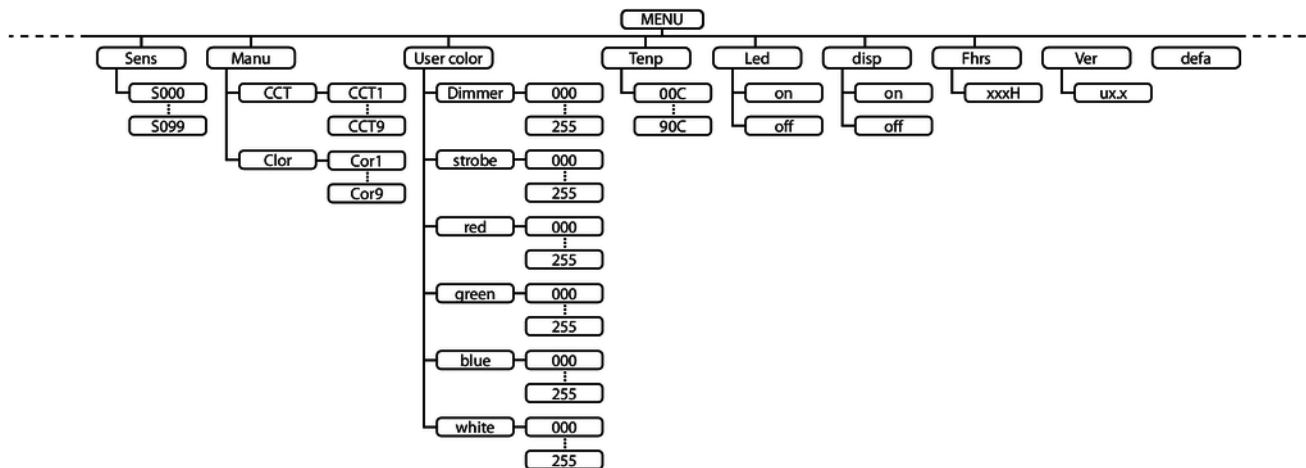 MENU
Sens Manu User color Tenp Led disp Fhrs Ver defa
S000 CCT CCT1 Dimmer 000 00C on on xxxH ux.x
S099 CCT9 255 90C off off
Clor Cor1 strobe 000
Cor9 255
red 000
255
green 000
255
blue 000
255
white 000
255